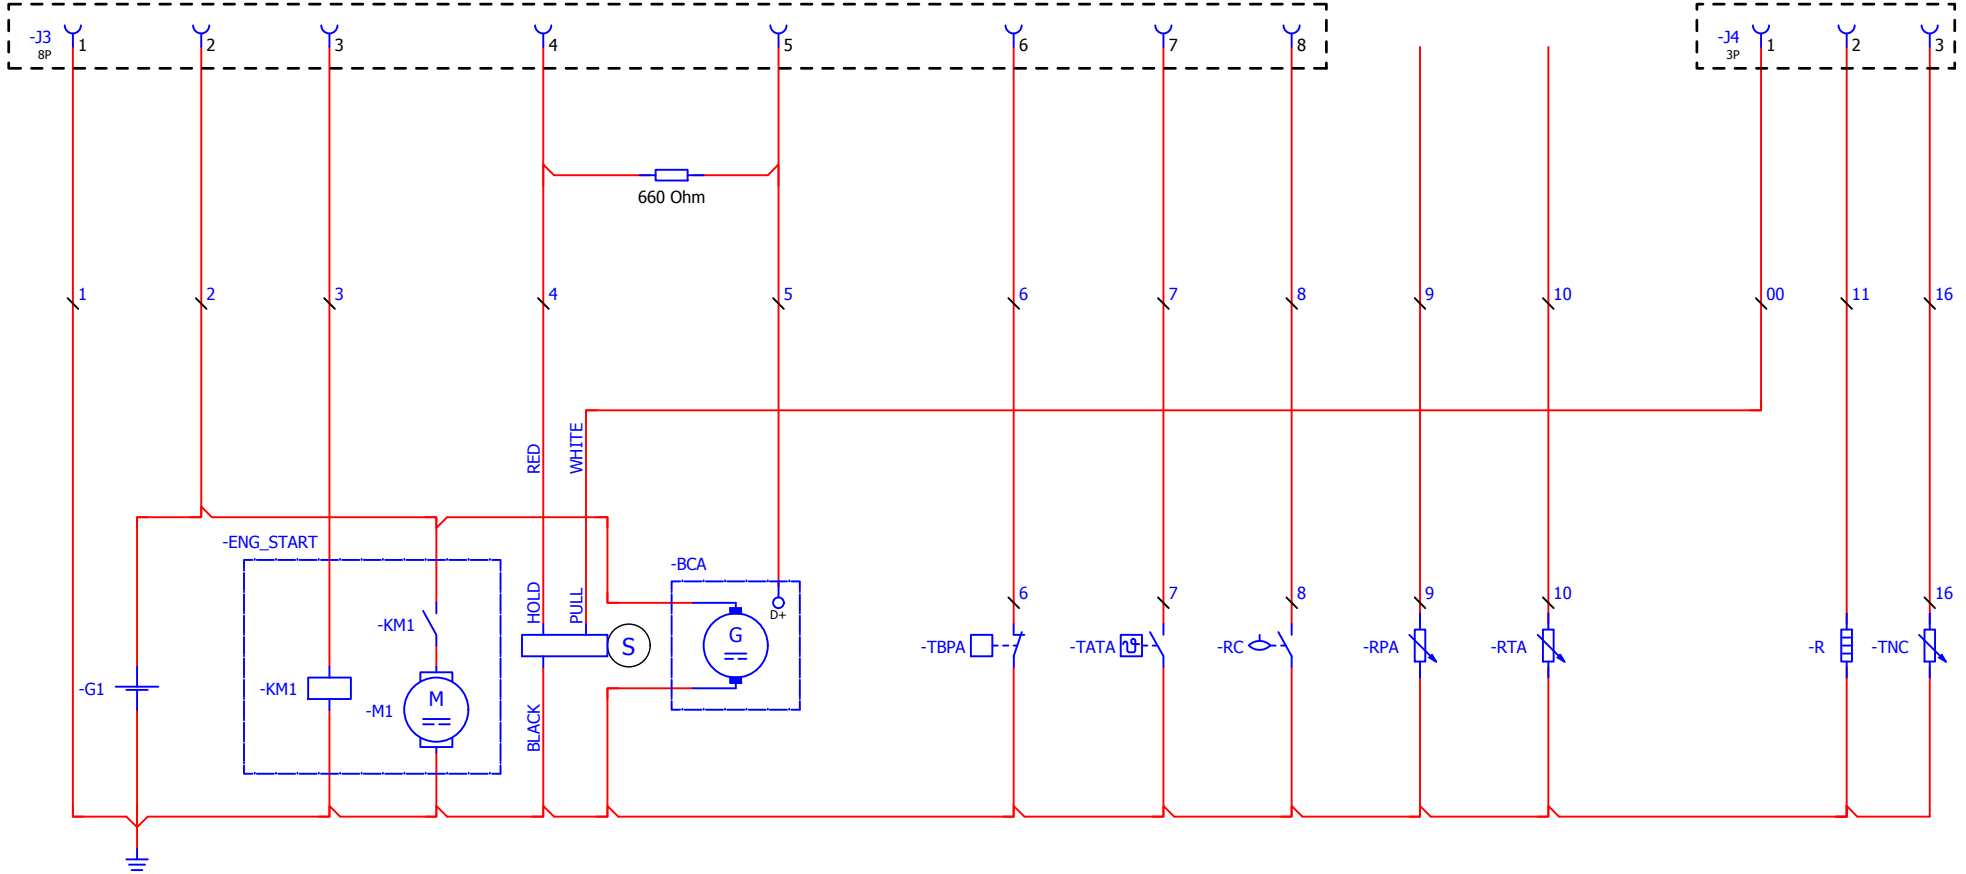 -J3
8P
1
2
3
4
5
6
7
8
-J4
3P
1
2
3
660 Ohm
1
2
3
4
5
6
7
8
9
10
00
11
16
RED
WHITE
-ENG_START
-BCA
HOLD
PULL
D+
6
7
8
9
10
16
-KM1
S
G
-TBPA
-TATA
-RC
-RPA
-RTA
-R
-TNC
-G1
-KM1
-M1
M
BLACK